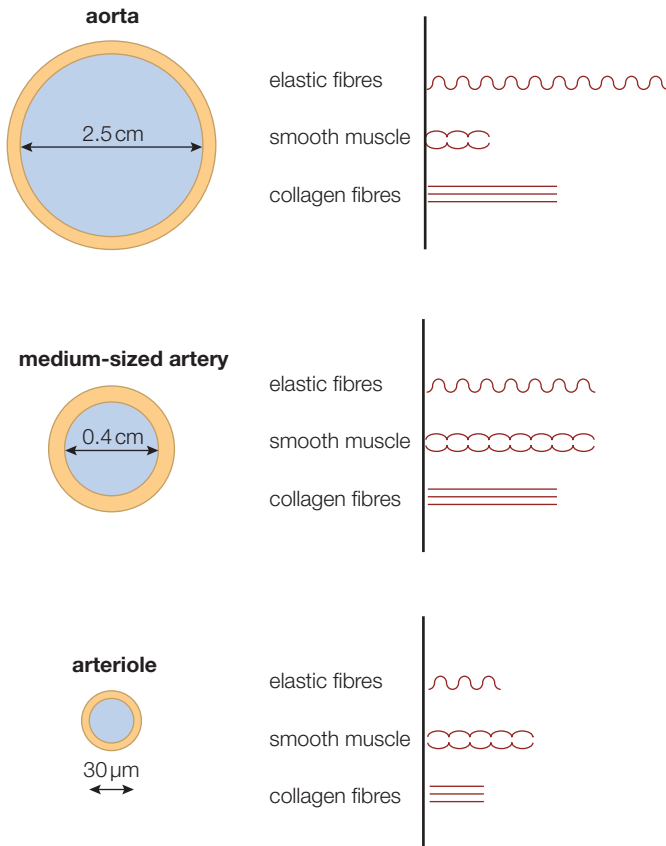 aorta
2.5 cm
elastic fibres
smooth muscle
collagen fibres
medium-sized artery
0.4 cm
elastic fibres
smooth muscle
collagen fibres
arteriole
30 µm
elastic fibres
smooth muscle
collagen fibres